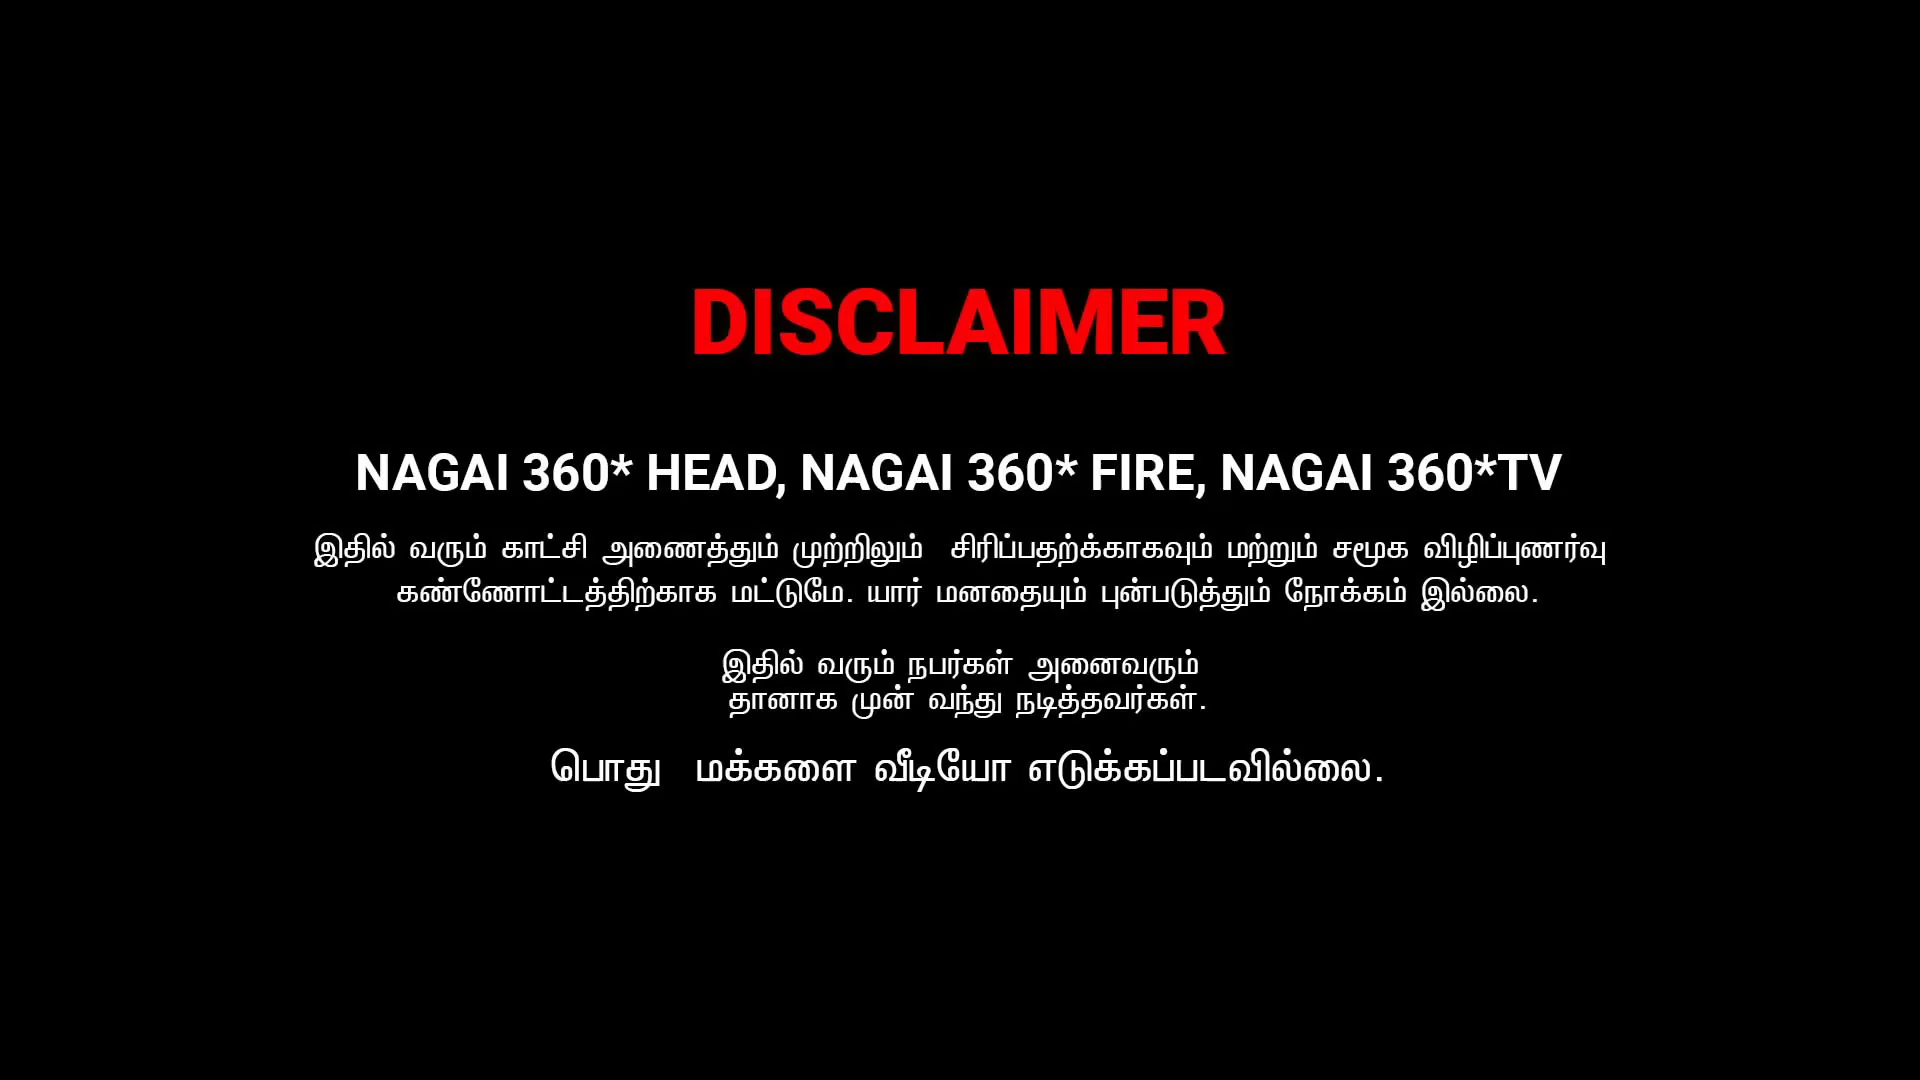 DISCLAIMER
NAGAI 360* HEAD, NAGAI 360* FIRE, NAGAI 360*TV
இதில் வரும் காட்சி அணைத்தும் முற்றிலும் சிரிப்பதற்க்காகவும் மற்றும் சமூக விழிப்புணர்வு
கண்ணோட்டத்திற்காக மட்டுமே. யார் மனதையும் புன்படுத்தும் நோக்கம் இல்லை.
இதில் வரும் நபர்கள் அனைவரும்
தானாக முன் வந்து நடித்தவர்கள்.
பொது மக்களை வீடியோ எடுக்கப்படவில்லை.